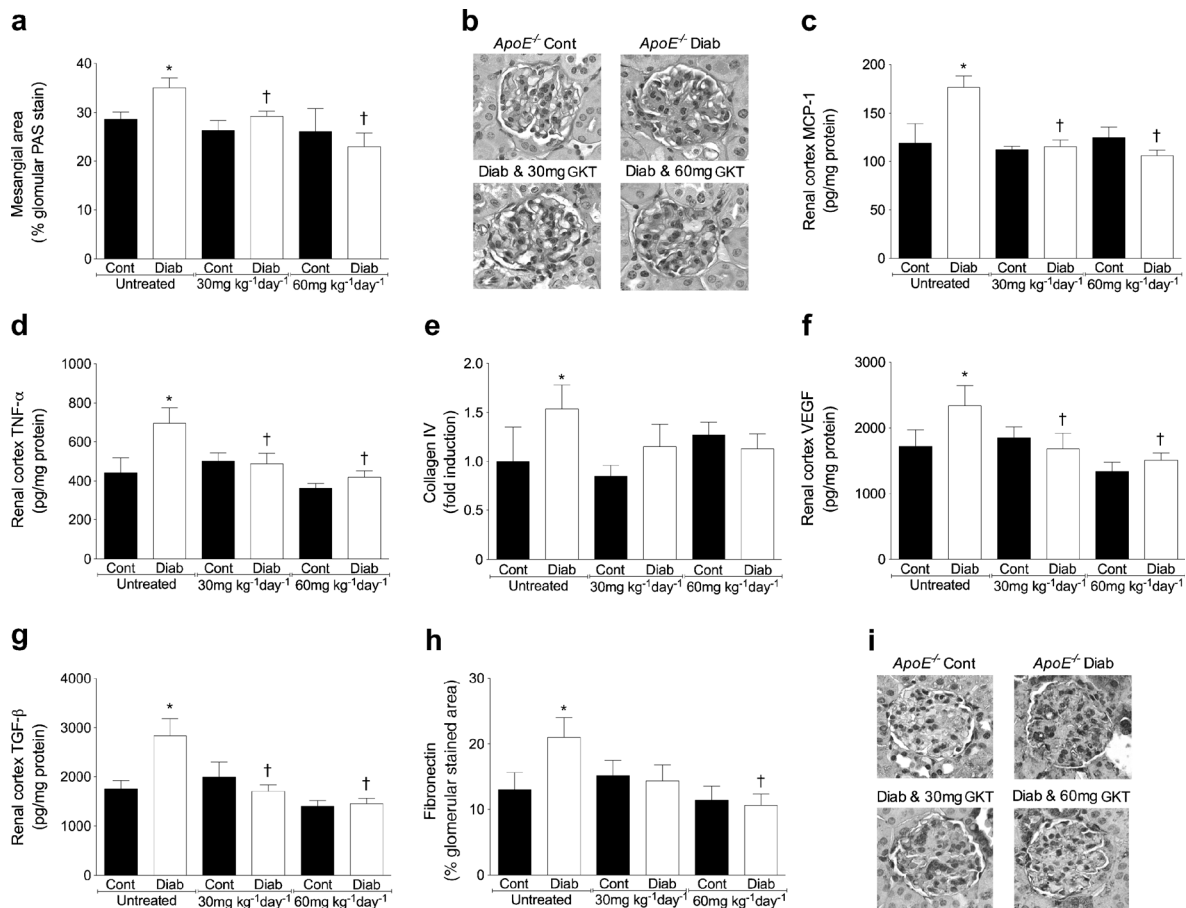 a
Mesangial area
(% glomular PAS stain)
50
40
30
20
10
0
*
†
†
Cont Diab Cont Diab Cont Diab
Untreated 30mg kg⁻¹day⁻¹ 60mg kg⁻¹day⁻¹
b
ApoE⁻/⁻ Cont ApoE⁻/⁻ Diab
Diab & 30mg GKT Diab & 60mg GKT
c
Renal cortex MCP-1
(pg/mg protein)
200
150
100
50
0
*
†
†
Cont Diab Cont Diab Cont Diab
Untreated 30mg kg⁻¹day⁻¹ 60mg kg⁻¹day⁻¹
d
Renal cortex TNF-α
(pg/mg protein)
1000
800
600
400
200
0
*
†
†
Cont Diab Cont Diab Cont Diab
Untreated 30mg kg⁻¹day⁻¹ 60mg kg⁻¹day⁻¹
e
Collagen IV
(fold induction)
2.0
1.5
1.0
0.5
0.0
*
Cont Diab Cont Diab Cont Diab
Untreated 30mg kg⁻¹day⁻¹ 60mg kg⁻¹day⁻¹
f
Renal cortex VEGF
(pg/mg protein)
3000
2000
1000
0
*
†
†
Cont Diab Cont Diab Cont Diab
Untreated 30mg kg⁻¹day⁻¹ 60mg kg⁻¹day⁻¹
g
Renal cortex TGF-β
(pg/mg protein)
4000
3000
2000
1000
0
*
†
†
Cont Diab Cont Diab Cont Diab
Untreated 30mg kg⁻¹day⁻¹ 60mg kg⁻¹day⁻¹
h
Fibronectin
(% glomerular stained area)
30
20
10
0
*
†
Cont Diab Cont Diab Cont Diab
Untreated 30mg kg⁻¹day⁻¹ 60mg kg⁻¹day⁻¹
i
ApoE⁻/⁻ Cont ApoE⁻/⁻ Diab
Diab & 30mg GKT Diab & 60mg GKT